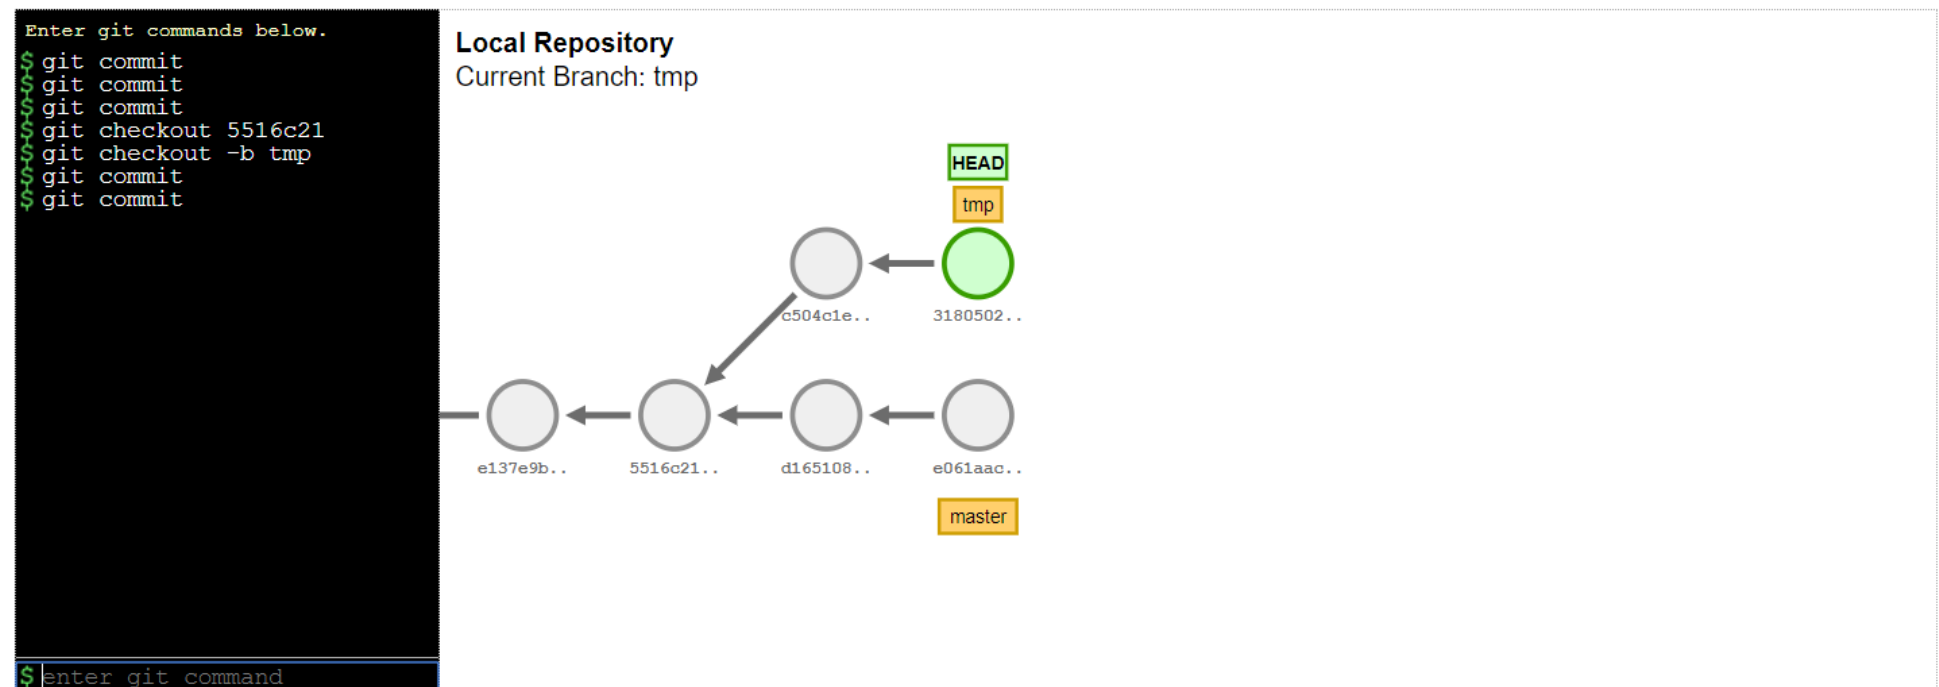 Enter git commands below.
$ git commit
$ git commit
$ git commit
$ git checkout 5516c21
$ git checkout -b tmp
$ git commit
$ git commit
$ enter git command
Local Repository
Current Branch: tmp
HEAD
tmp
c504c1e..
3180502..
e137e9b..
5516c21..
d165108..
e061aac..
master